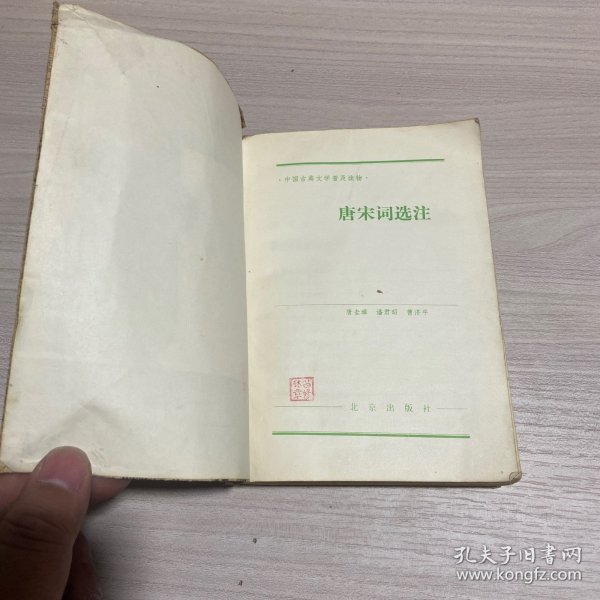 ·中国古典文学普及读物·
唐宋词选注
唐圭璋 潘君昭 曹济平
北京出版社
孔夫子旧书网
www.kongfz.com